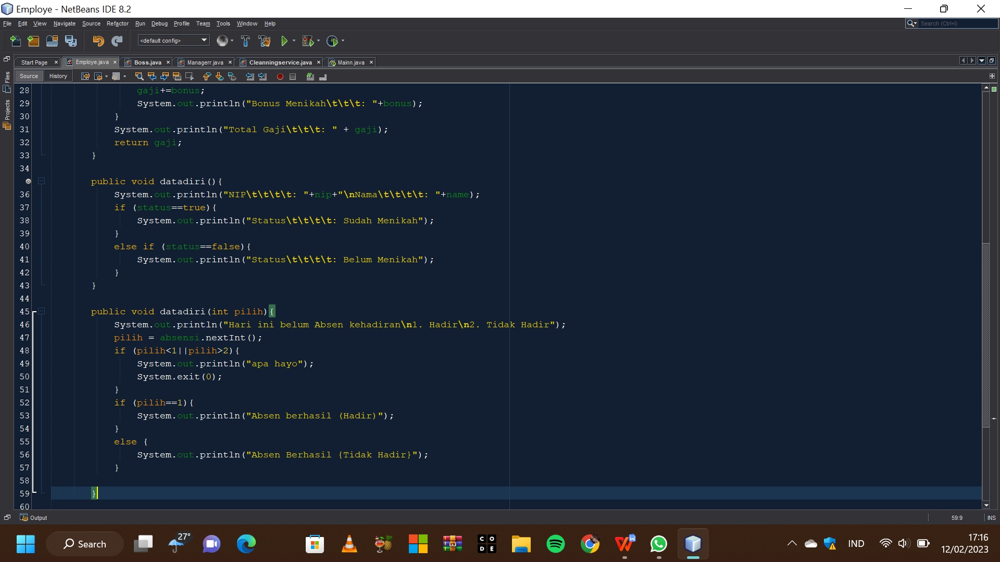 Employe - NetBeans IDE 8.2
File Edit View Navigate Source Refactor Run Debug Profile Team Tools Window Help
Search (Ctrl+I)
<default config>
Start Page Employe.java Boss.java Managerr.java Cleanningservice.java Mainn.java
Source History
Files
Projects
28 gaji+=bonus;
29 System.out.println("Bonus Menikah\t\t\t: "+bonus);
30 }
31 System.out.println("Total Gaji\t\t\t: " + gaji);
32 return gaji;
33 }
34
public void datadiri(){
36 System.out.println("NIP\t\t\t\t: "+nip+"\nNama\t\t\t\t: "+name);
37 if (status==true){
38 System.out.println("Status\t\t\t\t: Sudah Menikah");
39 }
40 else if (status==false){
41 System.out.println("Status\t\t\t\t: Belum Menikah");
42 }
43 }
44
45 public void datadiri(int pilih){
46 System.out.println("Hari ini belum Absen kehadiran\n1. Hadir\n2. Tidak Hadir");
47 pilih = absensi.nextInt();
48 if (pilih<1||pilih>2){
49 System.out.println("apa hayo");
50 System.exit(0);
51 }
52 if (pilih==1){
53 System.out.println("Absen berhasil (Hadir)");
54 }
55 else {
56 System.out.println("Absen Berhasil {Tidak Hadir}");
57 }
58
59 }
60
Output
59:9 INS
Search
27°
CODE
IND
17:16
12/02/2023